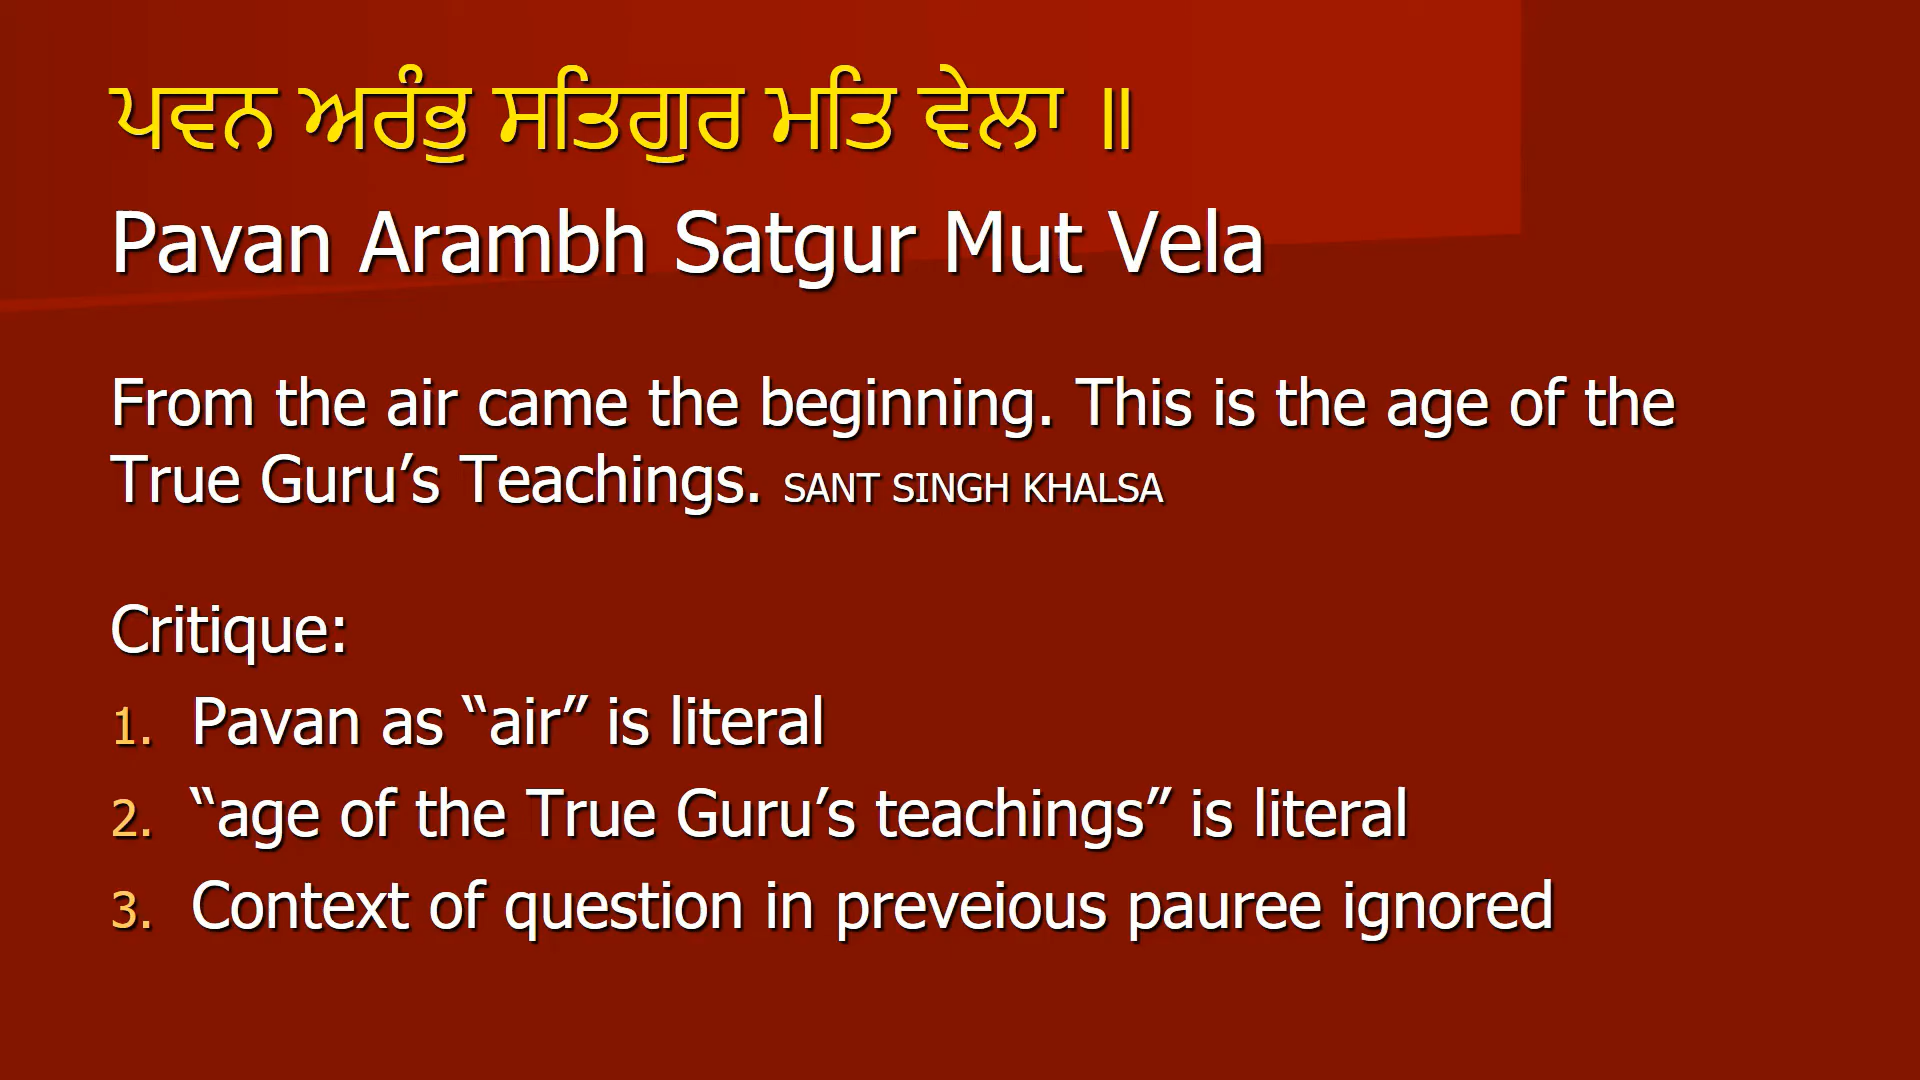 ਪਵਨ ਅਰੰਭੁ ਸਤਿਗੁਰ ਮਤਿ ਵੇਲਾ ॥
Pavan Arambh Satgur Mut Vela
From the air came the beginning. This is the age of the
True Guru’s Teachings. SANT SINGH KHALSA
Critique:
1. Pavan as “air” is literal
2. “age of the True Guru’s teachings” is literal
3. Context of question in preveious pauree ignored